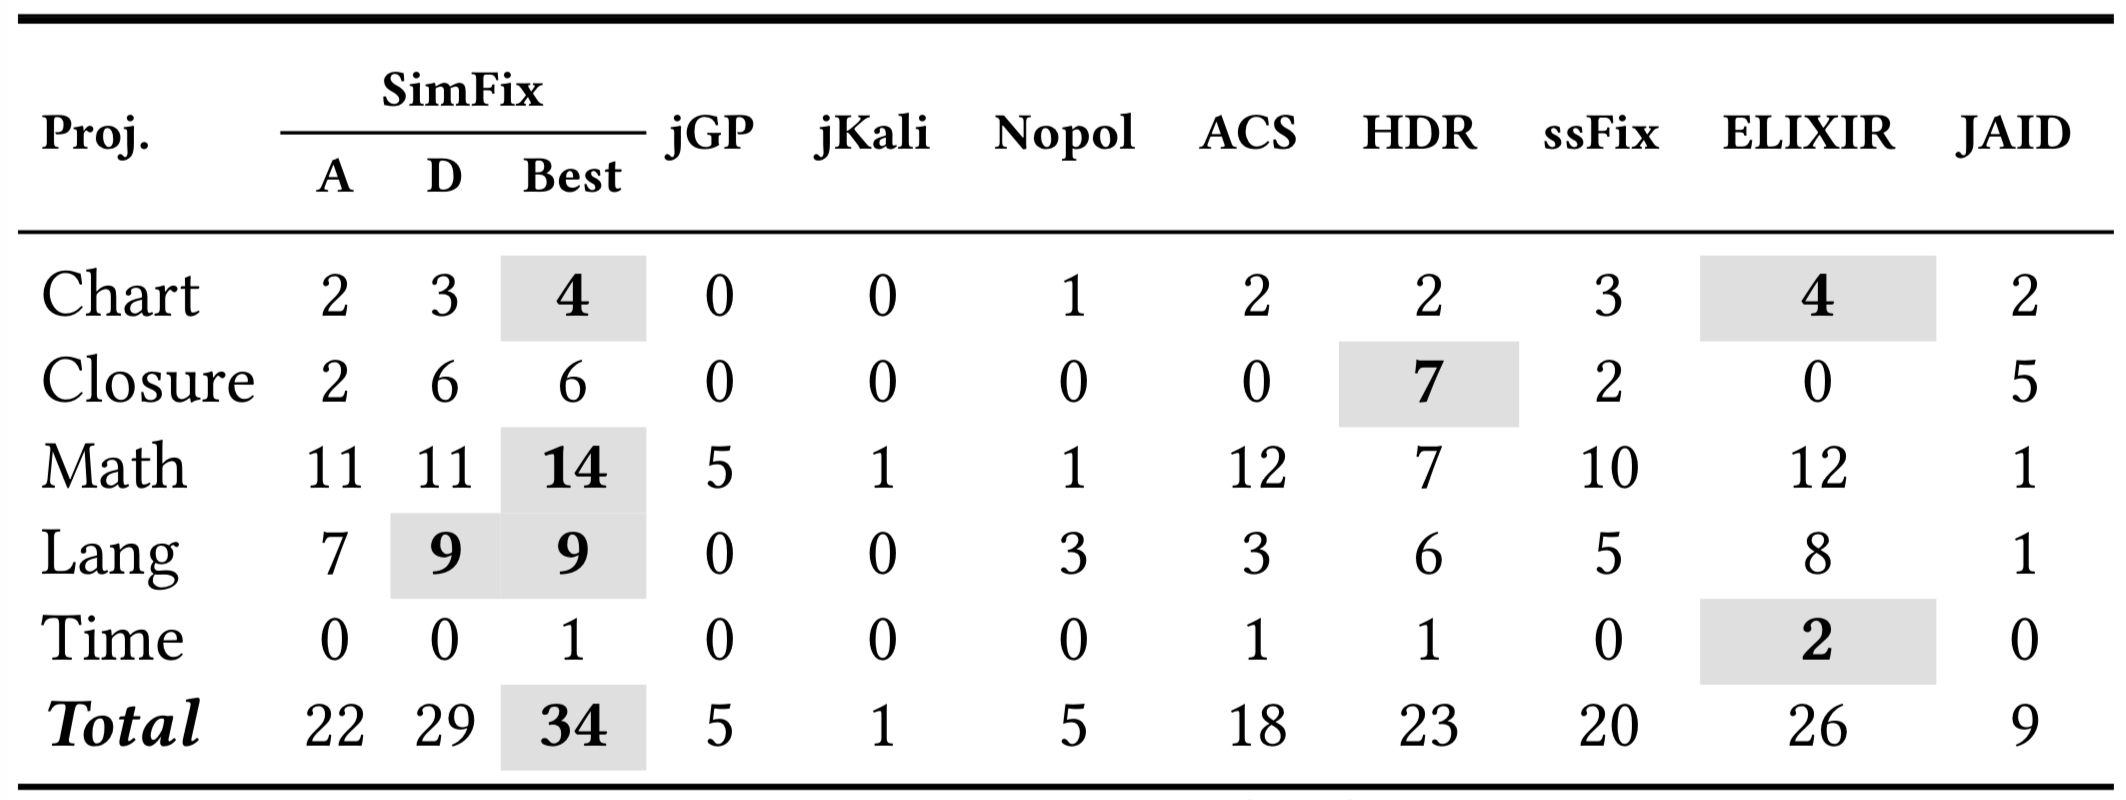 SimFix
Proj. jGP jKali Nopol ACS HDR ssFix ELIXIR JAID
A D Best
Chart 2 3 4 0 0 1 2 2 3 4 2
Closure 2 6 6 0 0 0 0 7 2 0 5
Math 11 11 14 5 1 1 12 7 10 12 1
Lang 7 9 9 0 0 3 3 6 5 8 1
Time 0 0 1 0 0 0 1 1 0 2 0
Total 22 29 34 5 1 5 18 23 20 26 9